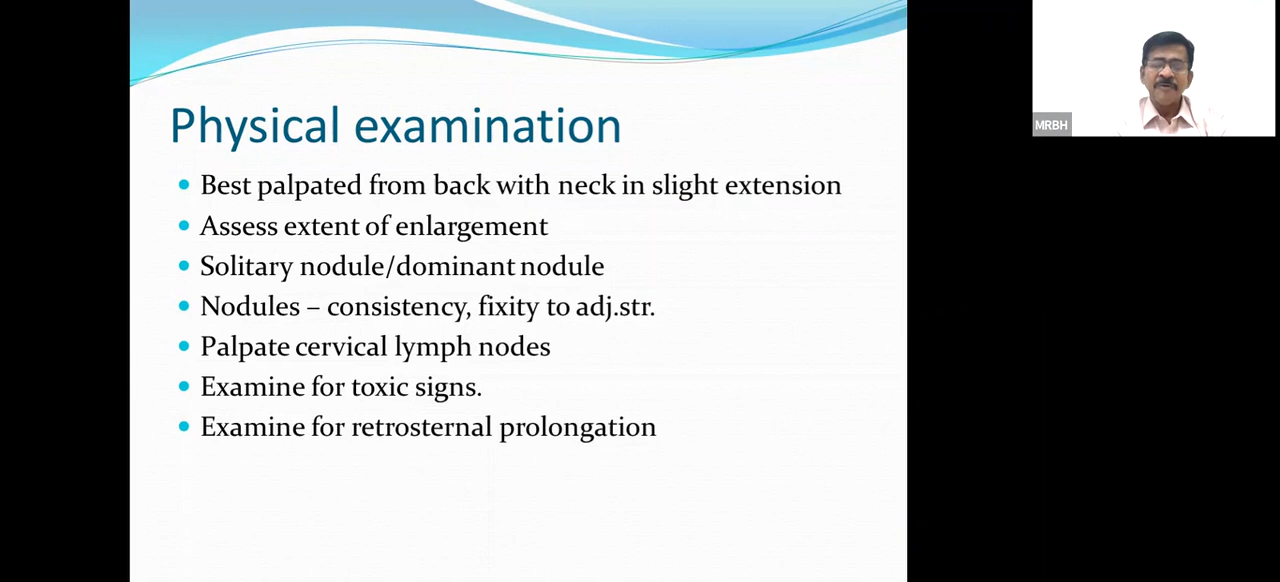 Physical examination
• Best palpated from back with neck in slight extension
• Assess extent of enlargement
• Solitary nodule/dominant nodule
• Nodules – consistency, fixity to adj.str.
• Palpate cervical lymph nodes
• Examine for toxic signs.
• Examine for retrosternal prolongation
MRBH